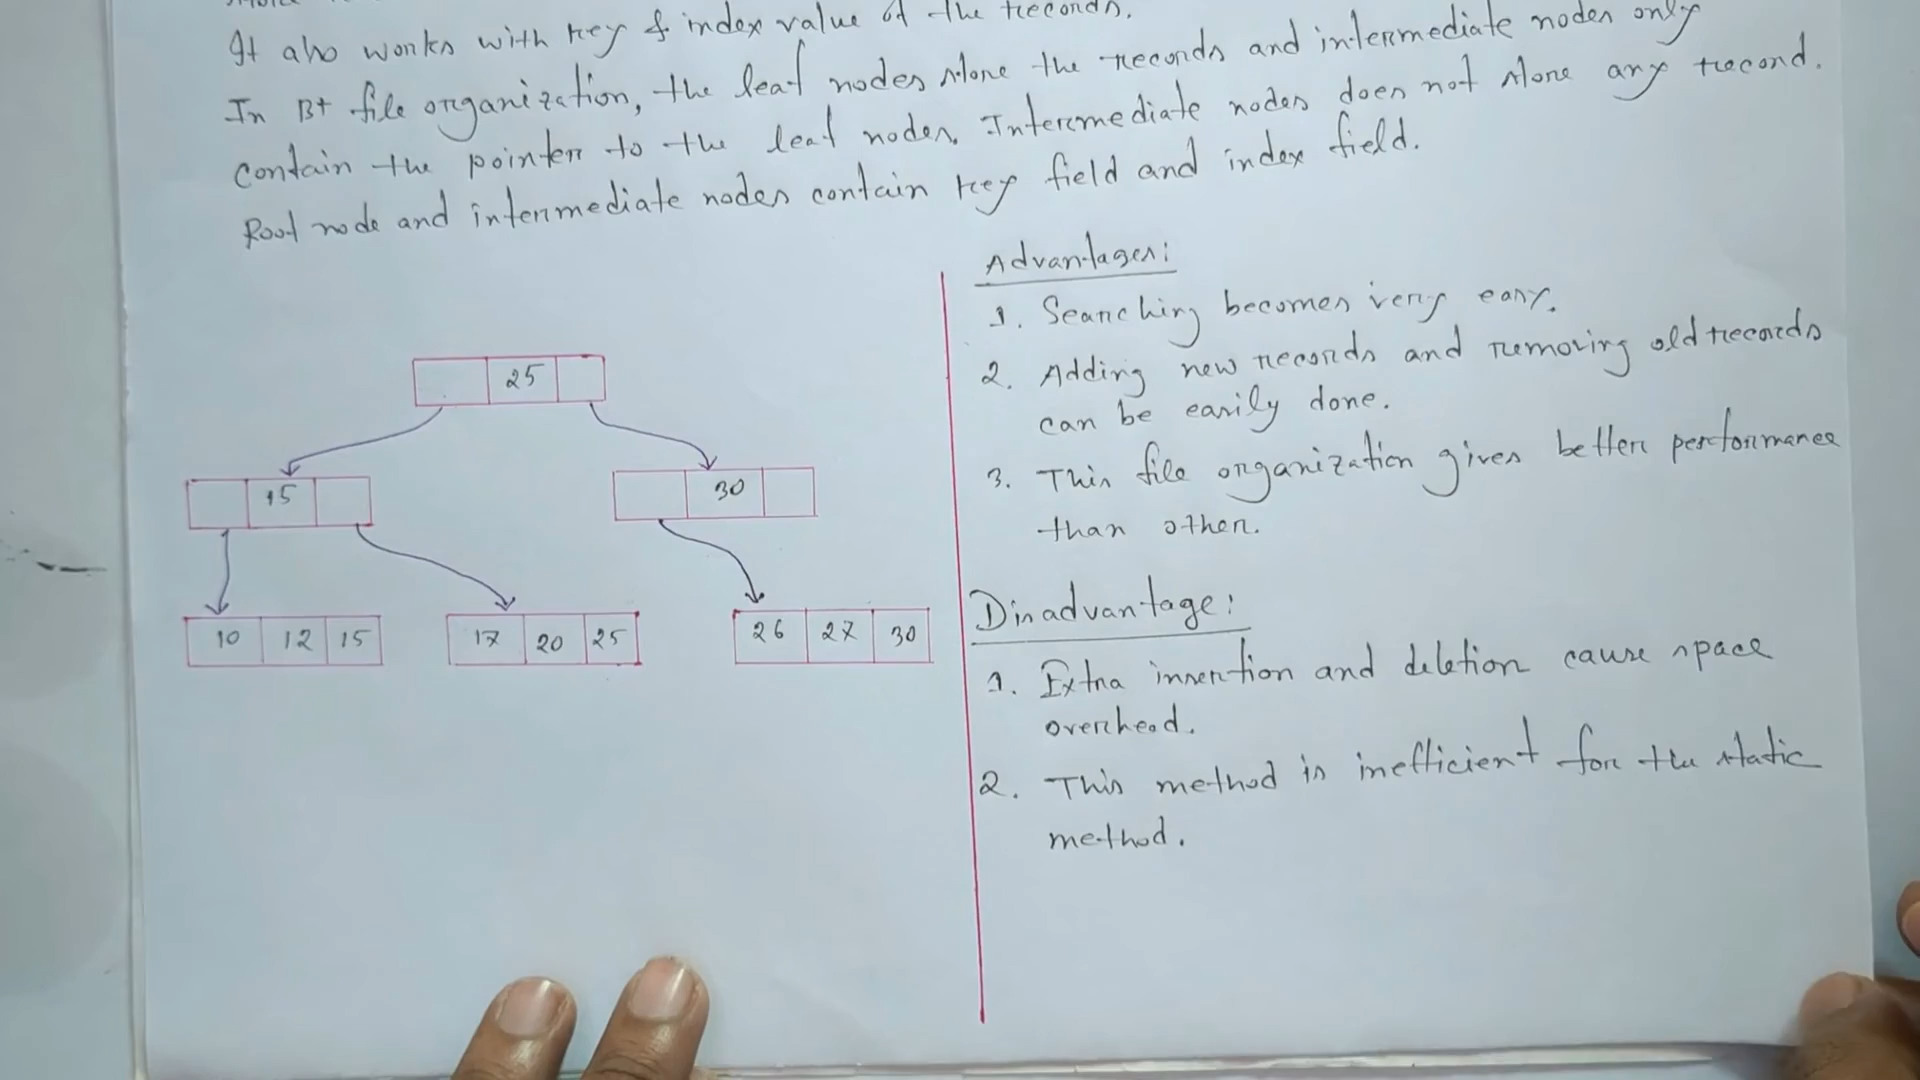 It also works with key & index value of the records.
In B+ file organization, the leaf nodes store the records and intermediate nodes only
contain the pointer to the leaf nodes. Intermediate nodes does not store any record.
Root node and intermediate nodes contain key field and index field.
25
15
30
10 12 15
17 20 25
26 27 30
Advantages:
1. Searching becomes very easy.
2. Adding new records and removing old records
can be easily done.
3. This file organization gives better performance
than other.
Disadvantage:
1. Extra insertion and deletion cause space
overhead.
2. This method is inefficient for the static
method.